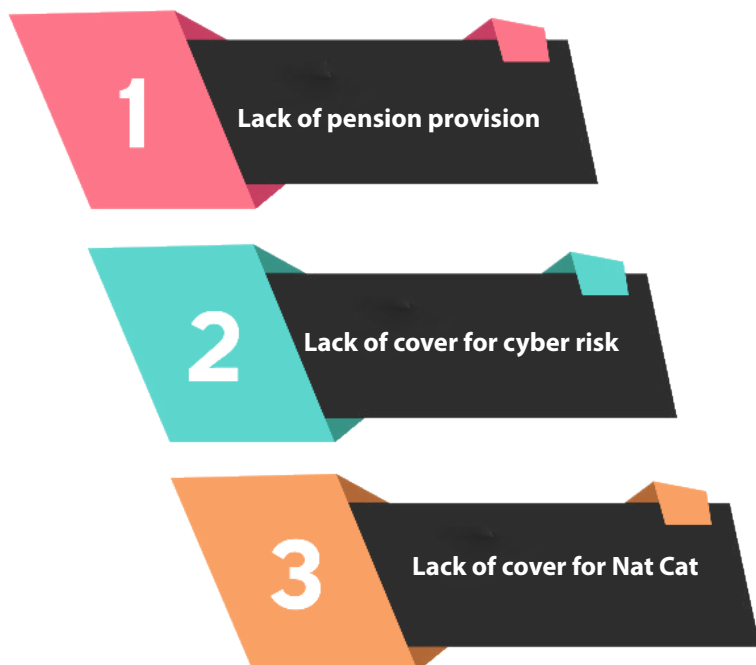 1
Lack of pension provision
2
Lack of cover for cyber risk
3
Lack of cover for Nat Cat